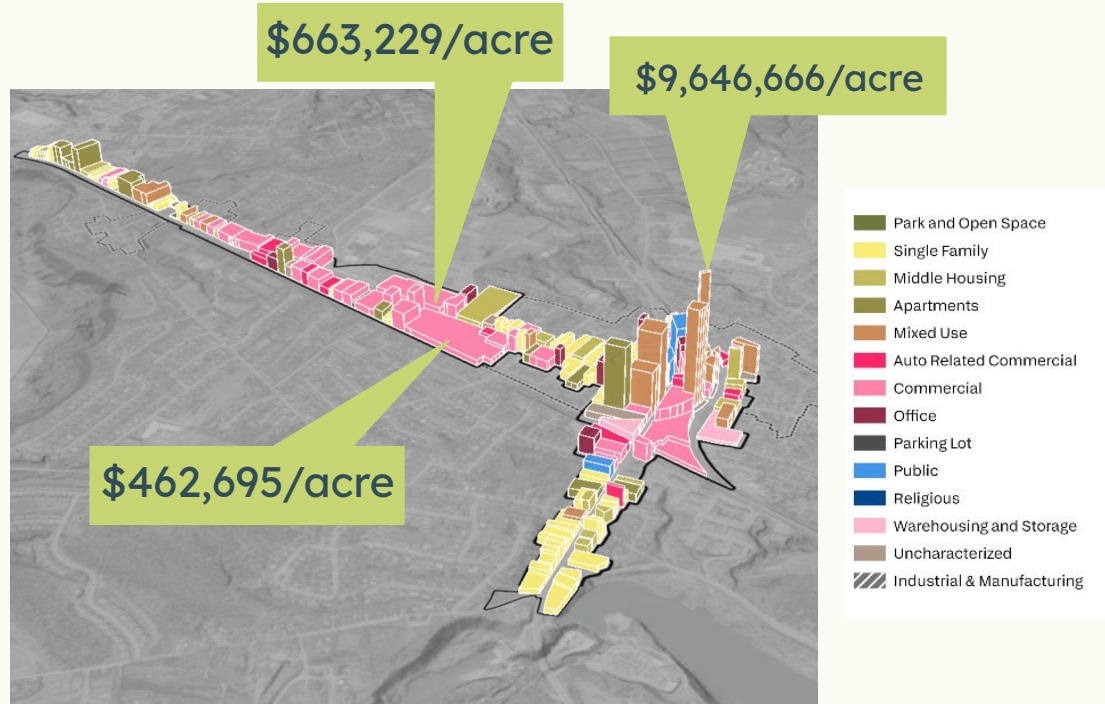 $663,229/acre
$9,646,666/acre
$462,695/acre
Park and Open Space
Single Family
Middle Housing
Apartments
Mixed Use
Auto Related Commercial
Commercial
Office
Parking Lot
Public
Religious
Warehousing and Storage
Uncharacterized
Industrial & Manufacturing